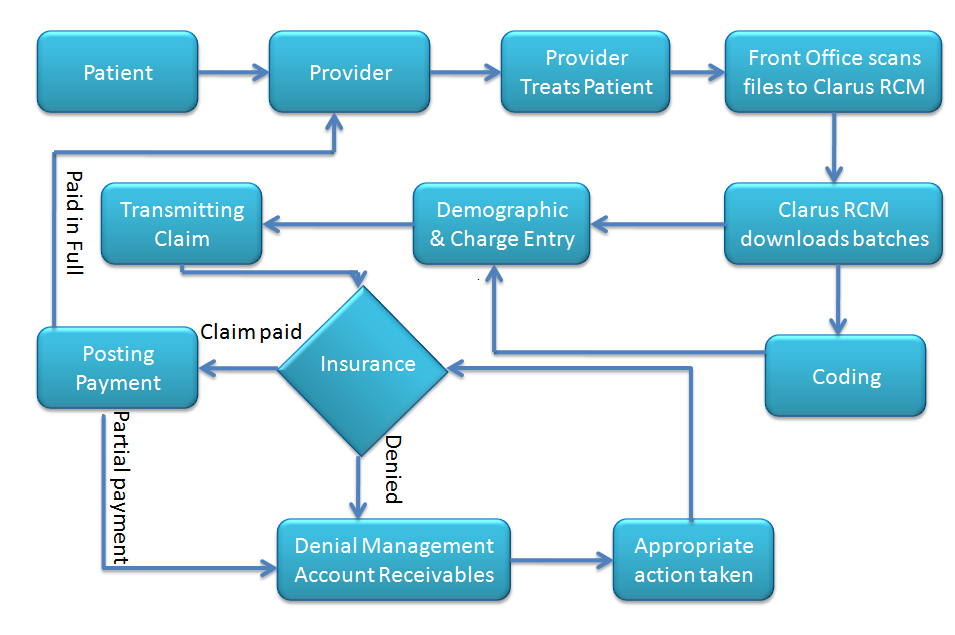 Patient
Provider
Provider
Treats Patient
Front Office scans
files to Clarus RCM
Paid in Full
Transmitting
Claim
Demographic
& Charge Entry
Clarus RCM
downloads batches
Claim paid
Posting
Payment
Insurance
Coding
Partial payment
Denied
Denial Management
Account Receivables
Appropriate
action taken